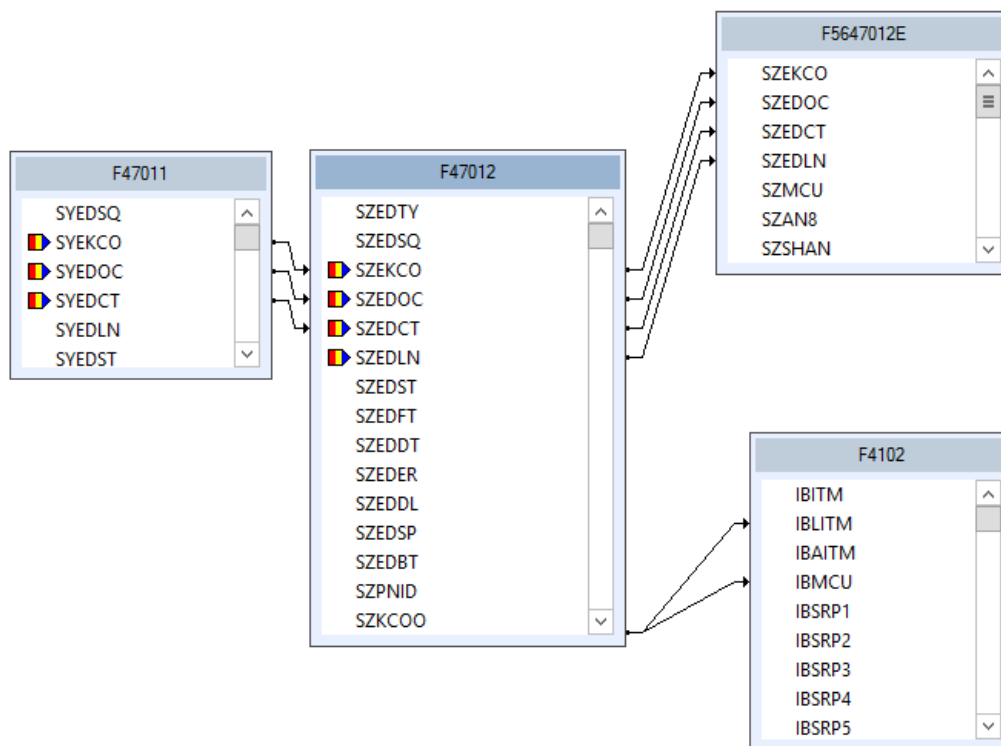 F47011
SYEDSQ
SYEKCO
SYEDOC
SYEDCT
SYEDLN
SYEDST
F47012
SZEDTY
SZEDSQ
SZEKCO
SZEDOC
SZEDCT
SZEDLN
SZEDST
SZEDFT
SZEDDT
SZEDER
SZEDDL
SZEDSP
SZEDBT
SZPNID
SZKCOO
F5647012E
SZEKCO
SZEDOC
SZEDCT
SZEDLN
SZMCU
SZAN8
SZSHAN
F4102
IBITM
IBLITM
IBAITM
IBMCU
IBSRP1
IBSRP2
IBSRP3
IBSRP4
IBSRP5